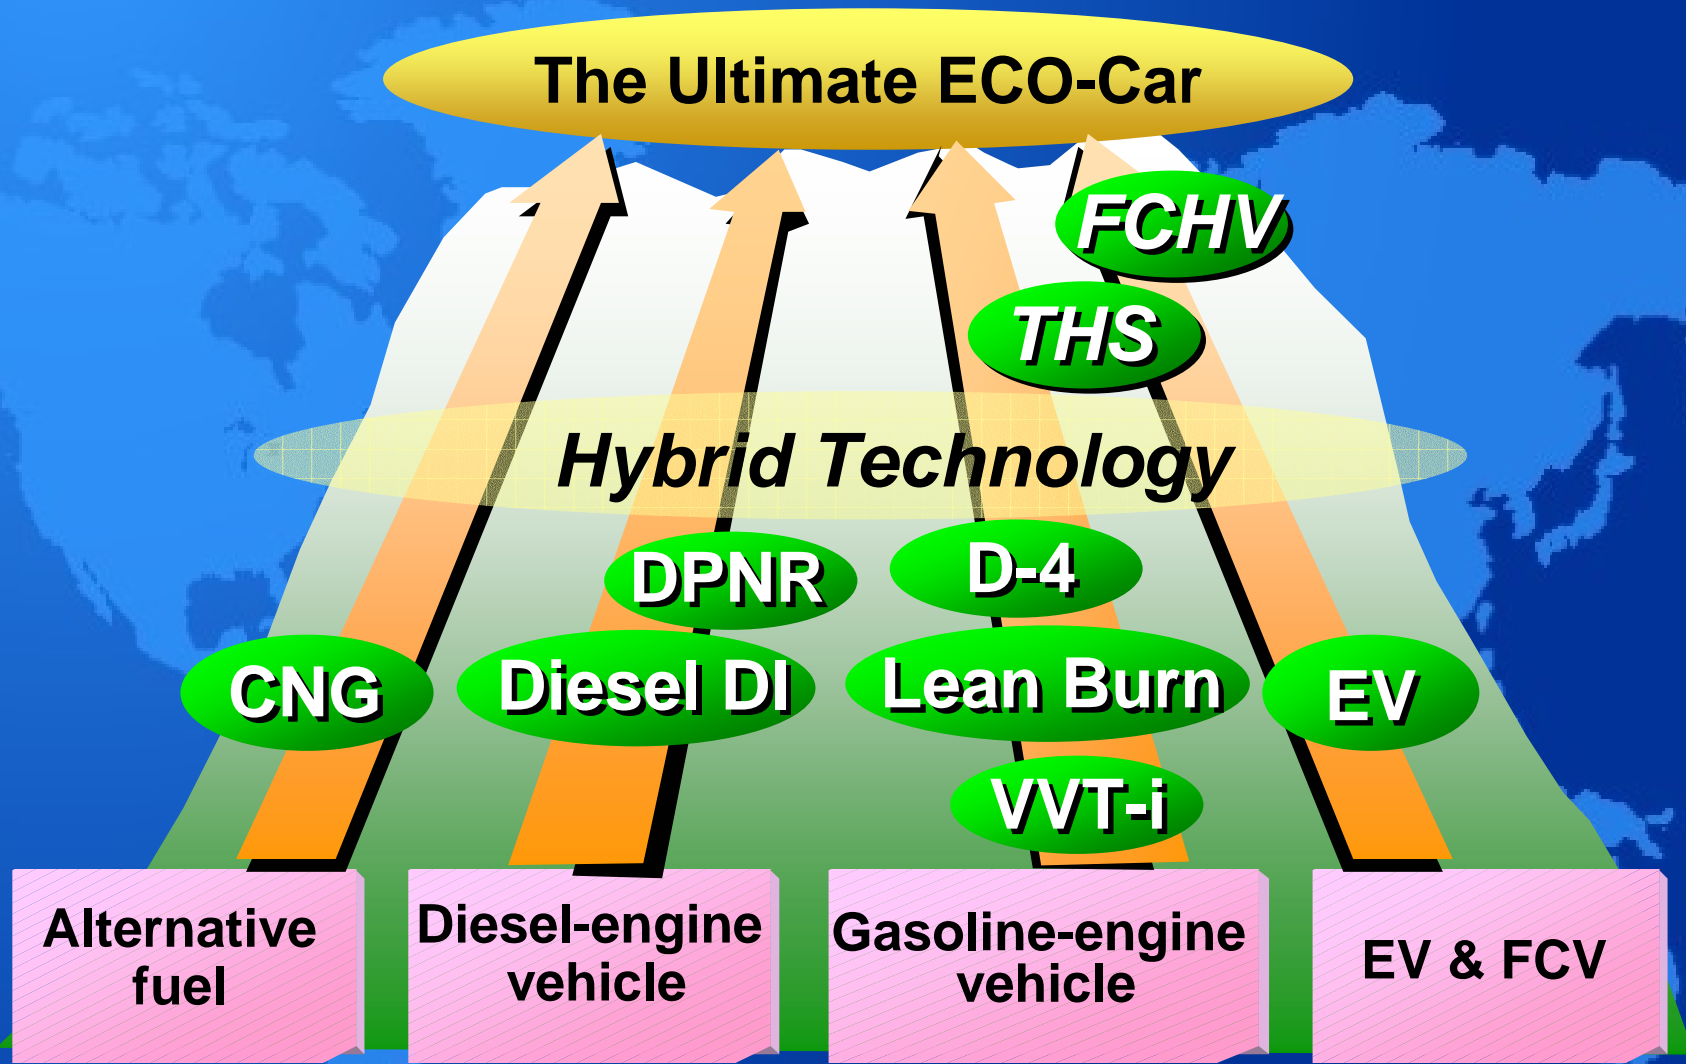 The Ultimate ECO-Car
FCHV
THS
Hybrid Technology
DPNR
D-4
CNG
Diesel DI
Lean Burn
EV
VVT-i
Alternative
fuel
Diesel-engine
vehicle
Gasoline-engine
vehicle
EV & FCV